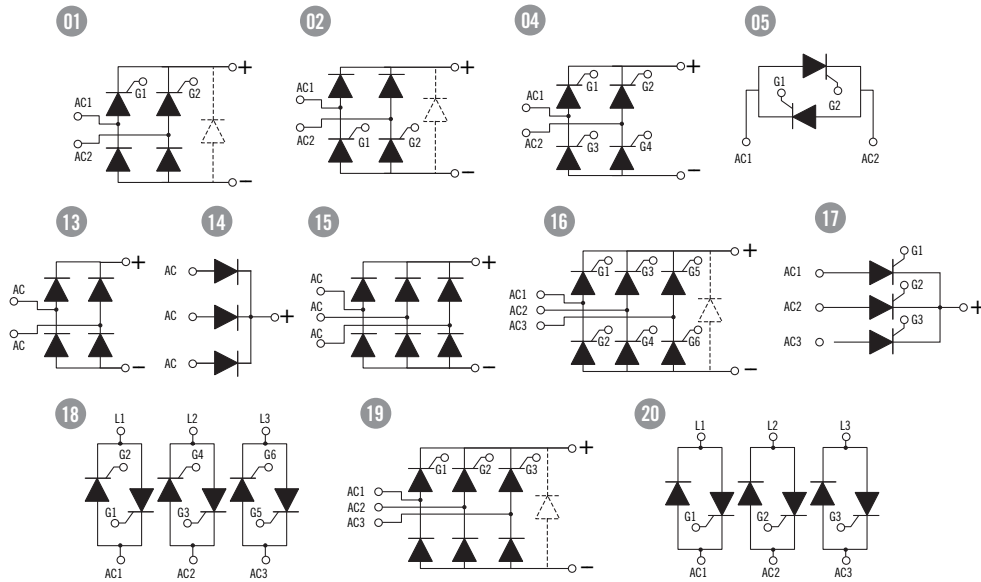 01
02
04
05
+
G1
G2
AC1
AC2
−
+
AC1
AC2
G1
G2
−
+
G1
G2
AC1
AC2
G3
G4
−
G1
G2
AC1
AC2
13
14
15
16
17
+
AC
AC
−
AC
AC
+
AC
+
AC
AC
AC
−
+
G1
G3
G5
AC1
AC2
AC3
G2
G4
G6
−
G1
AC1
G2
AC2
+
G3
AC3
18
19
20
L1
L2
L3
G2
G4
G6
G1
G3
G5
AC1
AC2
AC3
+
G1
G2
G3
AC1
AC2
AC3
−
L1
L2
L3
G1
G2
G3
AC1
AC2
AC3